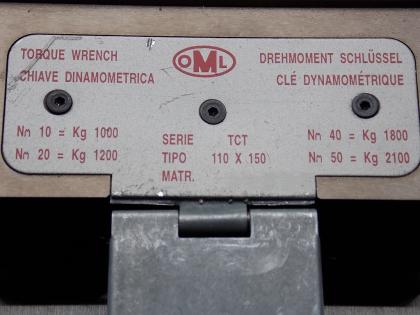 TORQUE WRENCH
CHIAVE DINAMOMETRICA
OML
DREHMOMENT SCHLÜSSEL
CLÉ DYNAMOMÉTRIQUE
Nm 10 = Kg 1000
Nm 20 = Kg 1200
SERIE TCT
TIPO 110 X 150
MATR.
Nm 40 = Kg 1800
Nm 50 = Kg 2100